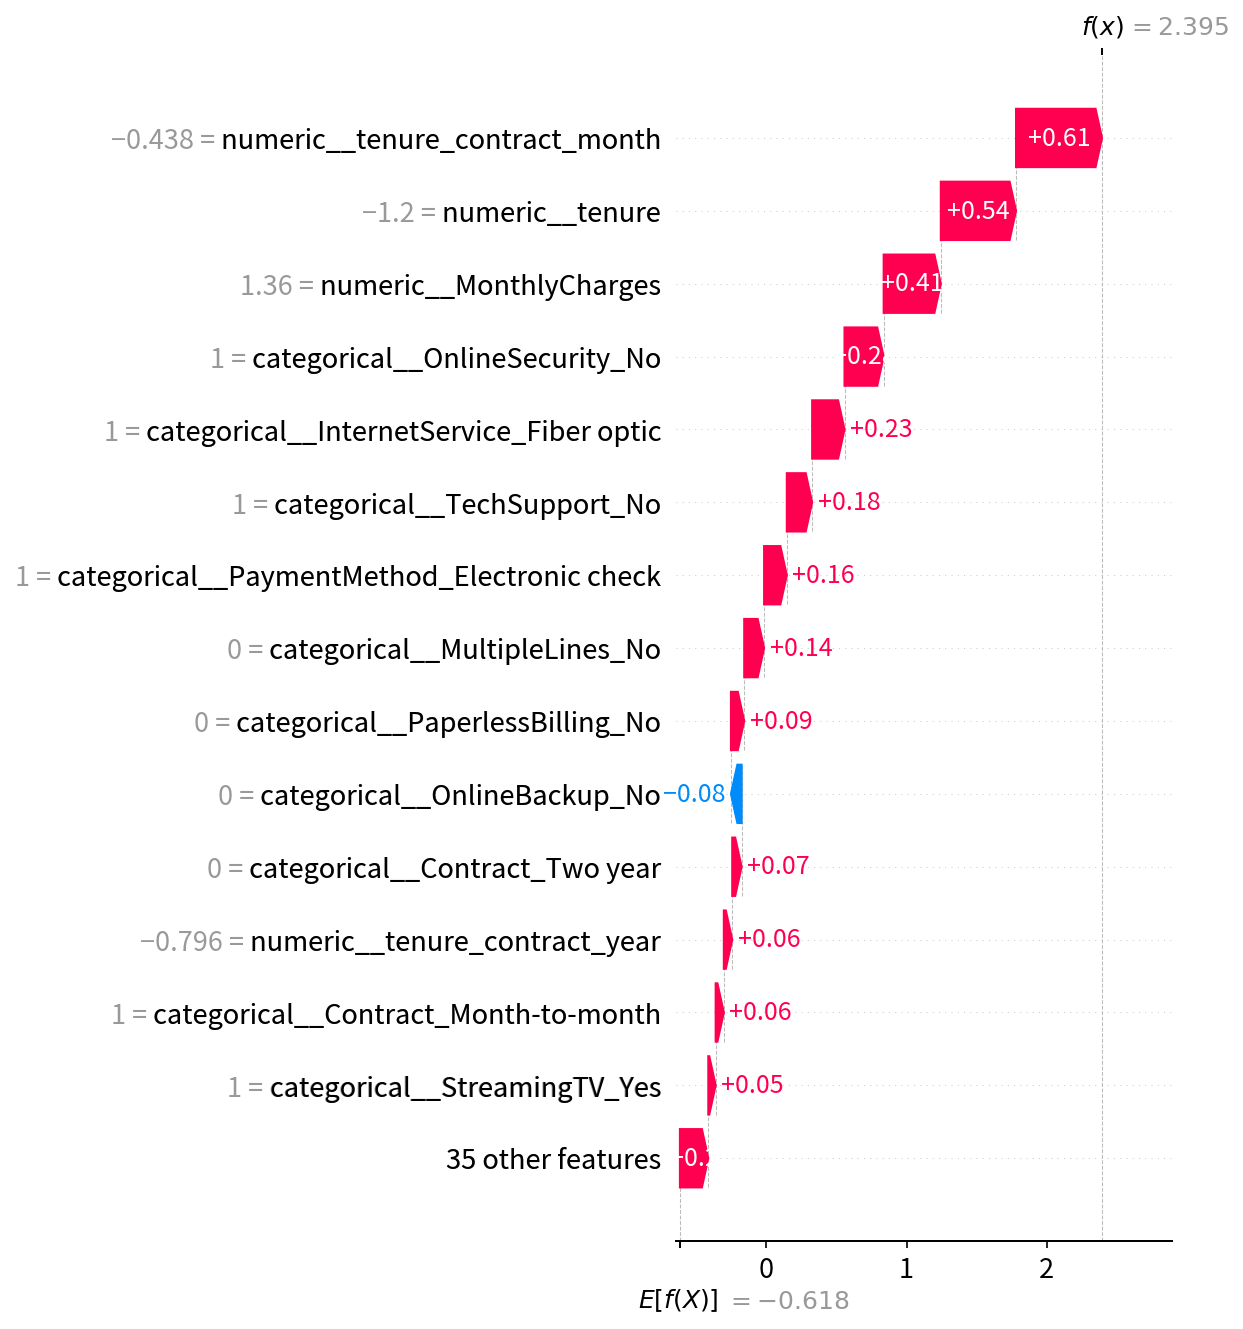 f(x) = 2.395
−0.438 = numeric__tenure_contract_month +0.61
−1.2 = numeric__tenure +0.54
1.36 = numeric__MonthlyCharges +0.41
1 = categorical__OnlineSecurity_No
1 = categorical__InternetService_Fiber optic +0.23
1 = categorical__TechSupport_No +0.18
1 = categorical__PaymentMethod_Electronic check +0.16
0 = categorical__MultipleLines_No +0.14
0 = categorical__PaperlessBilling_No +0.09
0 = categorical__OnlineBackup_No −0.08
0 = categorical__Contract_Two year +0.07
−0.796 = numeric__tenure_contract_year +0.06
1 = categorical__Contract_Month-to-month +0.06
1 = categorical__StreamingTV_Yes +0.05
35 other features
0 1 2
E[f(X)] = −0.618